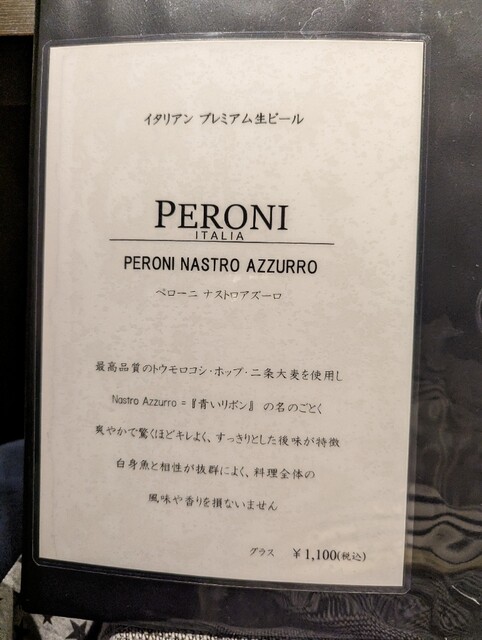 イタリアン プレミアム生ビール
PERONI
ITALIA
PERONI NASTRO AZZURRO
ペローニ ナストロアズーロ
最高品質のトウモロコシ・ホップ・二条大麦を使用し
Nastro Azzurro = 『青いリボン』 の名のごとく
爽やかで驚くほどキレよく、すっきりとした後味が特徴
白身魚と相性が抜群によく、料理全体の
風味や香りを損ないません
グラス ¥1,100(税込)